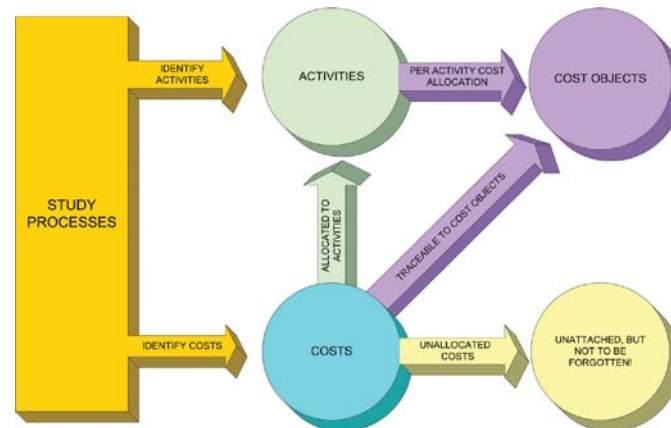 IDENTIFY
ACTIVITIES
ACTIVITIES
PER ACTIVITY COST
ALLOCATION
COST OBJECTS
STUDY
PROCESSES
ALLOCATED TO
ACTIVITIES
TRACEABLE TO COST OBJECTS
IDENTIFY COSTS
COSTS
UNALLOCATED
COSTS
UNATTACHED, BUT
NOT TO BE
FORGOTTEN!